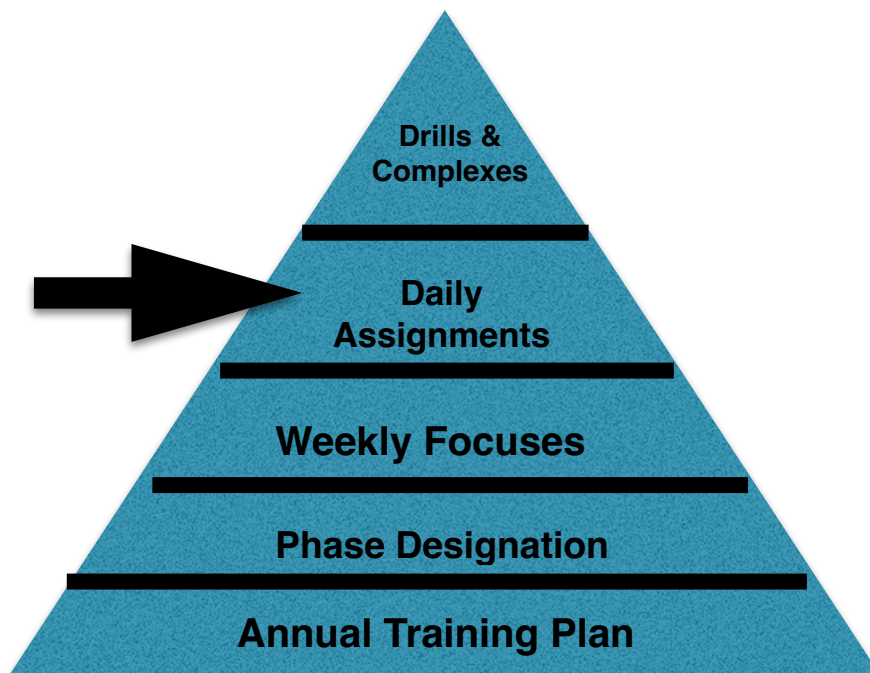 Drills &
Complexes
Daily
Assignments
Weekly Focuses
Phase Designation
Annual Training Plan